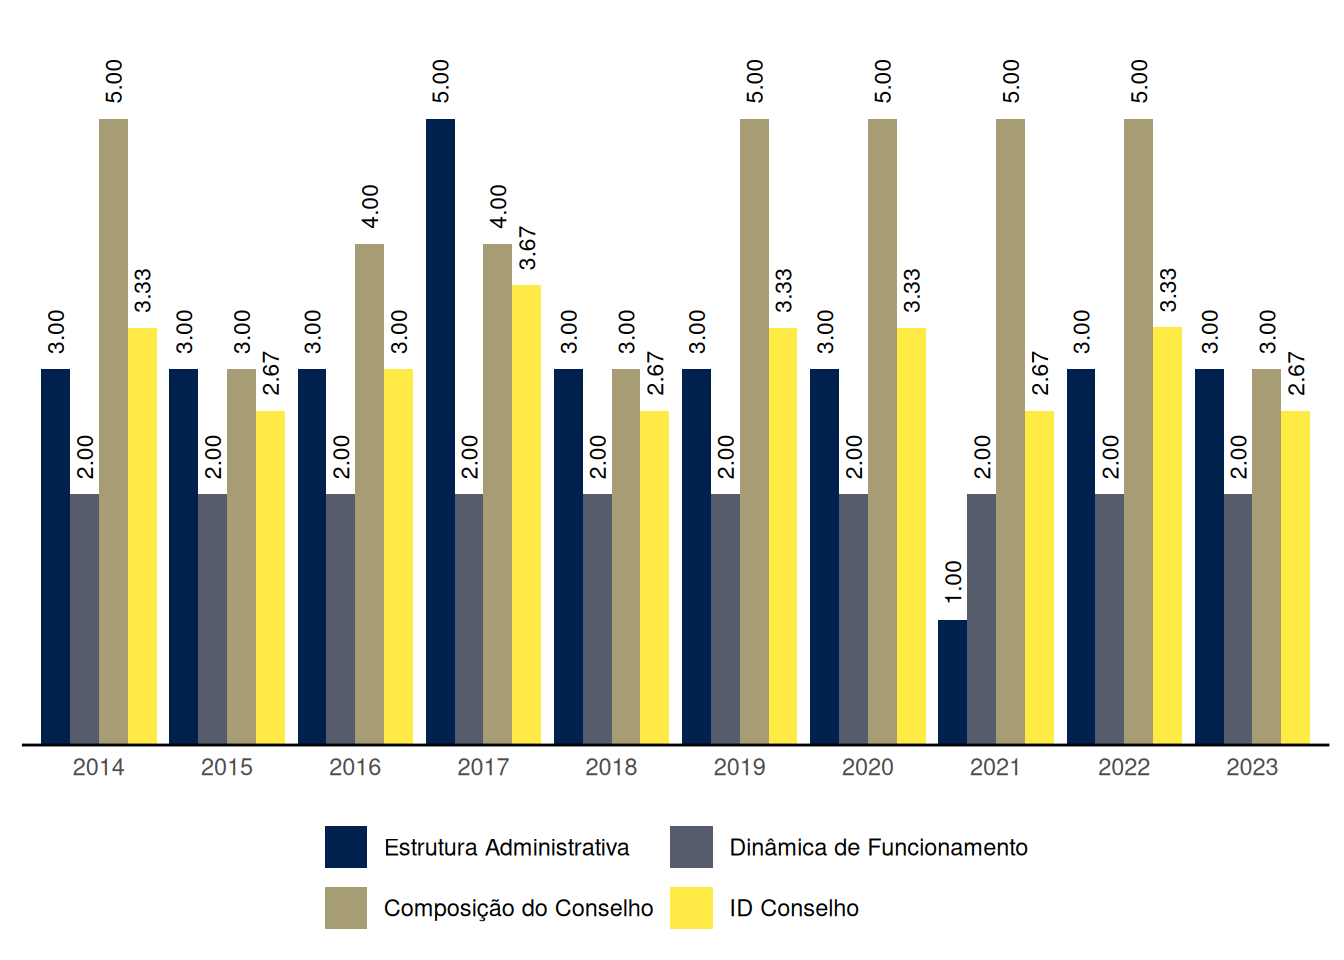 5.00 5.00 5.00 5.00 5.00 5.00
4.00 4.00
3.67
3.33 3.33 3.33 3.33
3.00 3.00 3.00 3.00 3.00 3.00 3.00 3.00 3.00 3.00 3.00 3.00
2.67 2.67 2.67 2.67
2.00 2.00 2.00 2.00 2.00 2.00 2.00 2.00 2.00 2.00
1.00
2014 2015 2016 2017 2018 2019 2020 2021 2022 2023
Estrutura Administrativa Dinâmica de Funcionamento
Composição do Conselho ID Conselho